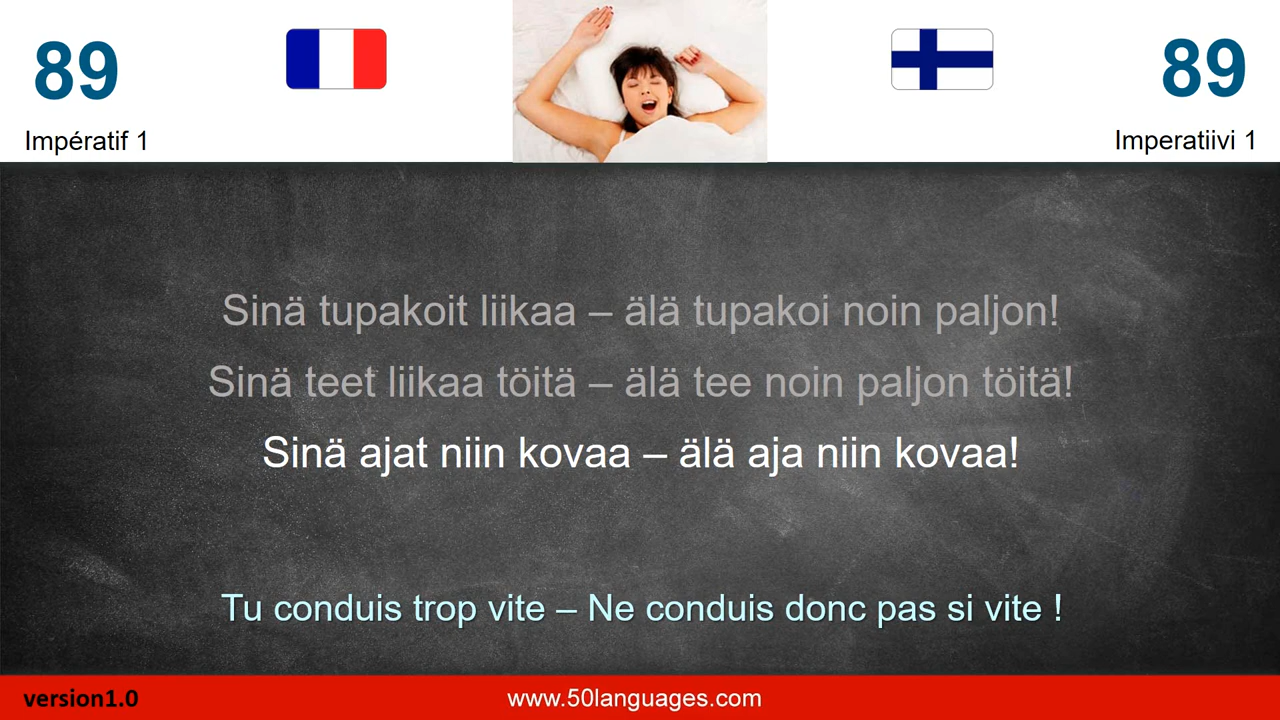 89
89
Impératif 1
Imperatiivi 1
Sinä tupakoit liikaa – älä tupakoi noin paljon!
Sinä teet liikaa töitä – älä tee noin paljon töitä!
Sinä ajat niin kovaa – älä aja niin kovaa!
Tu conduis trop vite – Ne conduis donc pas si vite !
version1.0
www.50languages.com